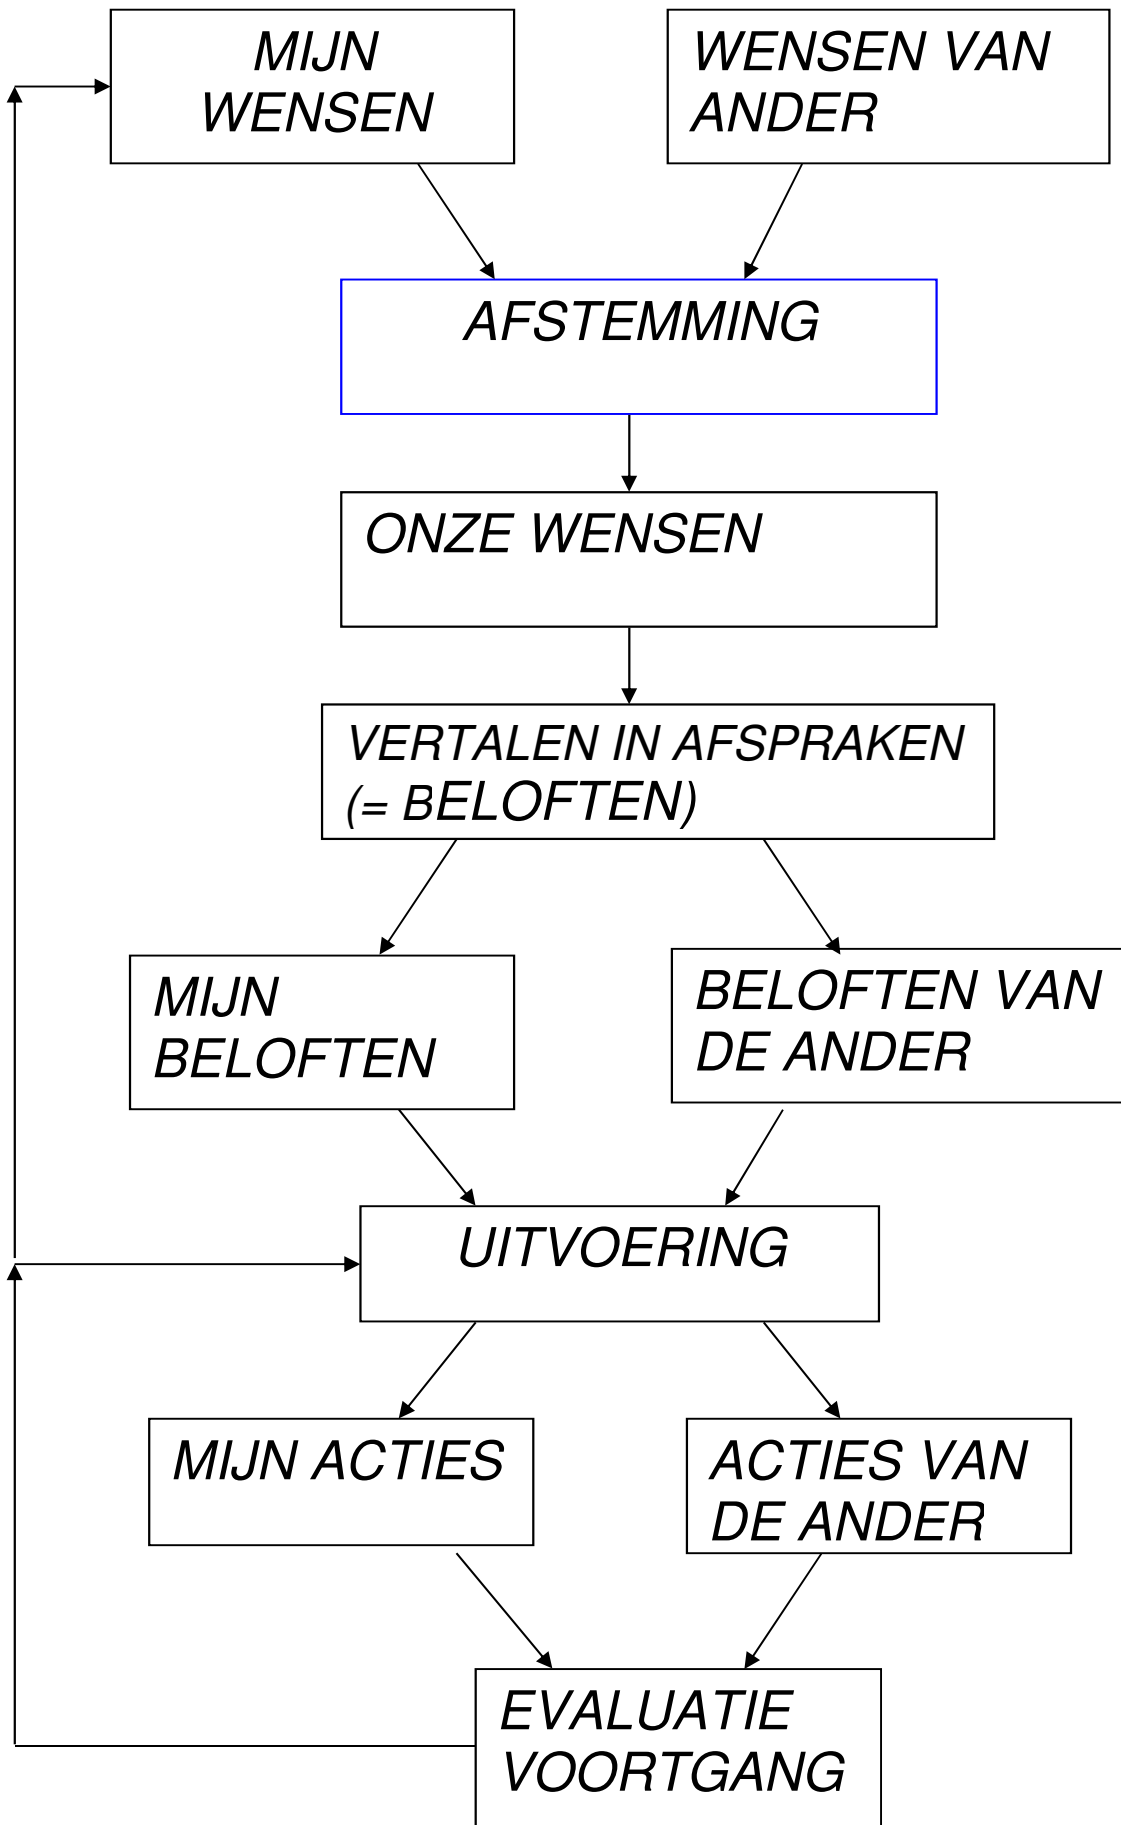 MIJN
WENSEN
WENSEN VAN
ANDER
AFSTEMMING
ONZE WENSEN
VERTALEN IN AFSPRAKEN
(= BELOFTEN)
MIJN
BELOFTEN
BELOFTEN VAN
DE ANDER
UITVOERING
MIJN ACTIES
ACTIES VAN
DE ANDER
EVALUATIE
VOORTGANG